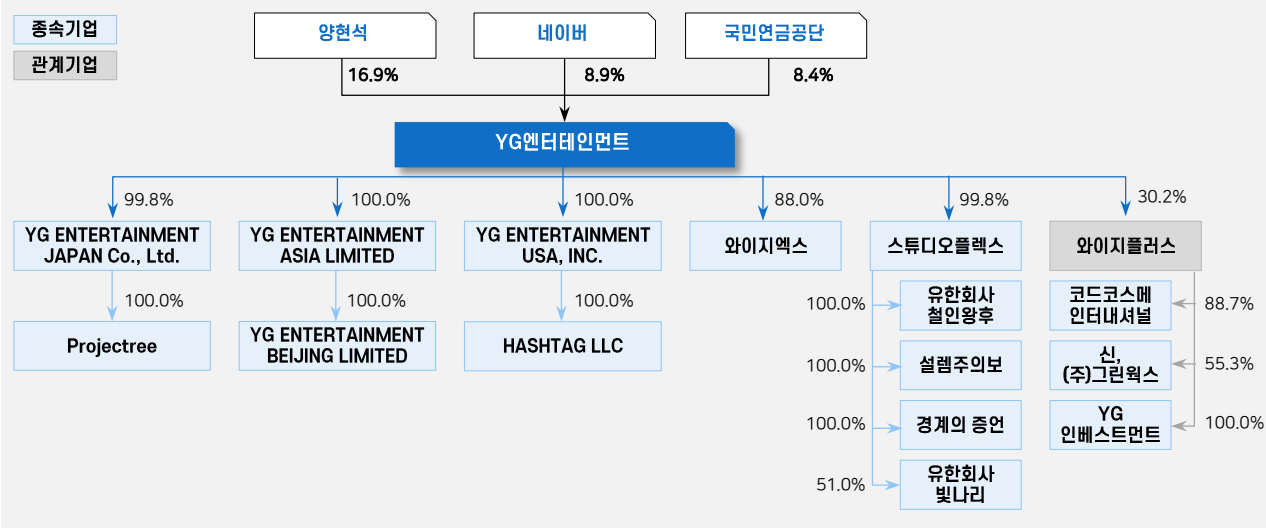 종속기업
관계기업
양현석
네이버
국민연금공단
16.9%
8.9%
8.4%
YG엔터테인먼트
99.8%
100.0%
100.0%
88.0%
99.8%
30.2%
YG ENTERTAINMENT
JAPAN Co., Ltd.
YG ENTERTAINMENT
ASIA LIMITED
YG ENTERTAINMENT
USA, INC.
와이지엑스
스튜디오플렉스
와이지플러스
100.0%
100.0%
100.0%
Projectree
YG ENTERTAINMENT
BEIJING LIMITED
HASHTAG LLC
100.0%
유한회사
철인왕후
100.0%
설렘주의보
100.0%
경계의 증언
51.0%
유한회사
빛나리
코드코스메
인터내셔널
88.7%
신,
(주)그린웍스
55.3%
YG
인베스트먼트
100.0%